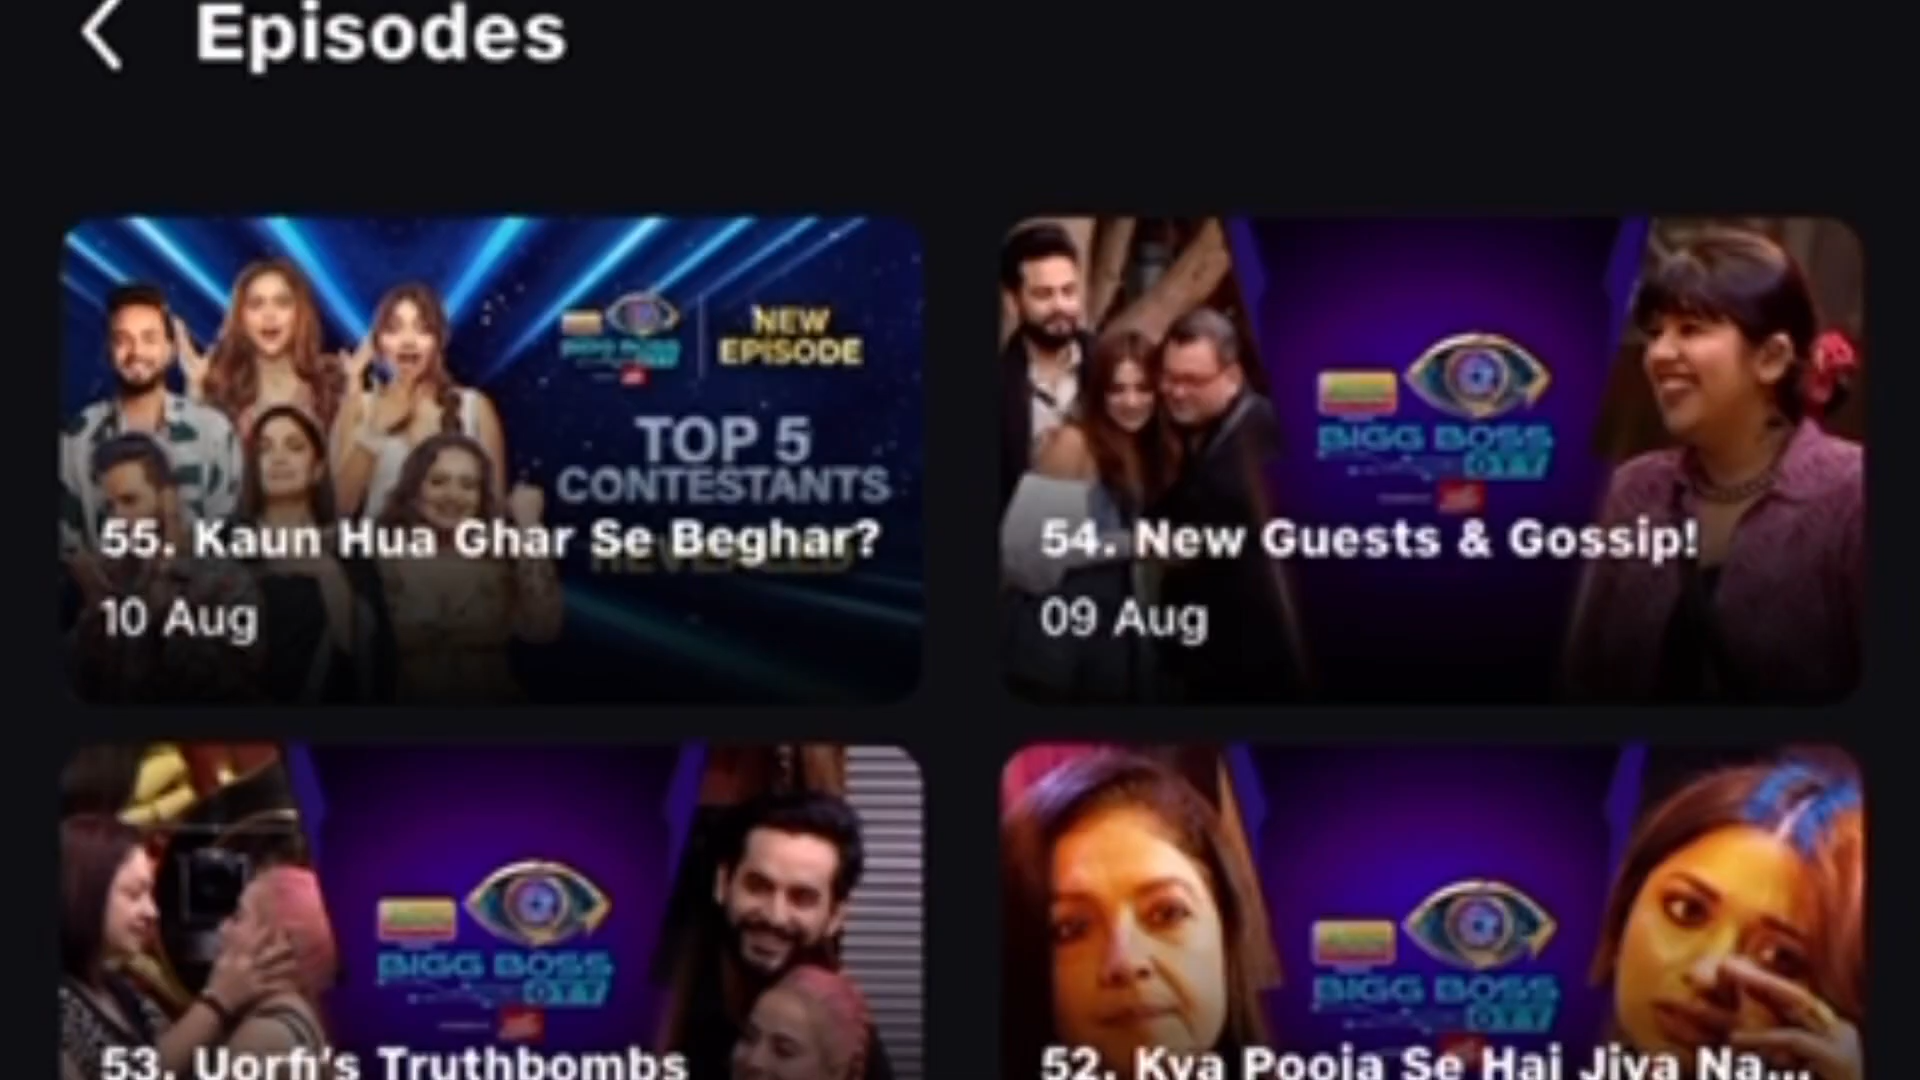 Episodes
BIGG BOSS
OTT
NEW
EPISODE
TOP 5
CONTESTANTS
REVEALED
55. Kaun Hua Ghar Se Beghar?
10 Aug
BIGG BOSS
OTT
54. New Guests & Gossip!
09 Aug
BIGG BOSS
OTT
53. Uorfi's Truthbombs
BIGG BOSS
OTT
52. Kya Pooja Se Hai Jiya Na...